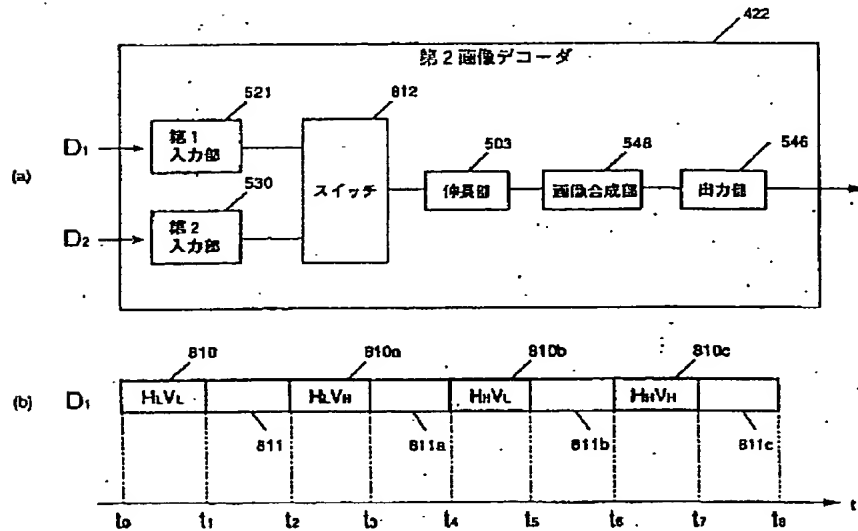 422
第2画像デコーダ
521
812
D₁
第1
入力部
503
548
546
(a)
スイッチ
伸長部
画像合成部
出力部
530
D₂
第2
入力部
810
810a
810b
810c
(b)
D₁
HLVL
HLVH
HHVL
HHVH
811
811a
811b
811c
t
t₀
t₁
t₂
t₃
t₄
t₅
t₆
t₇
t₈